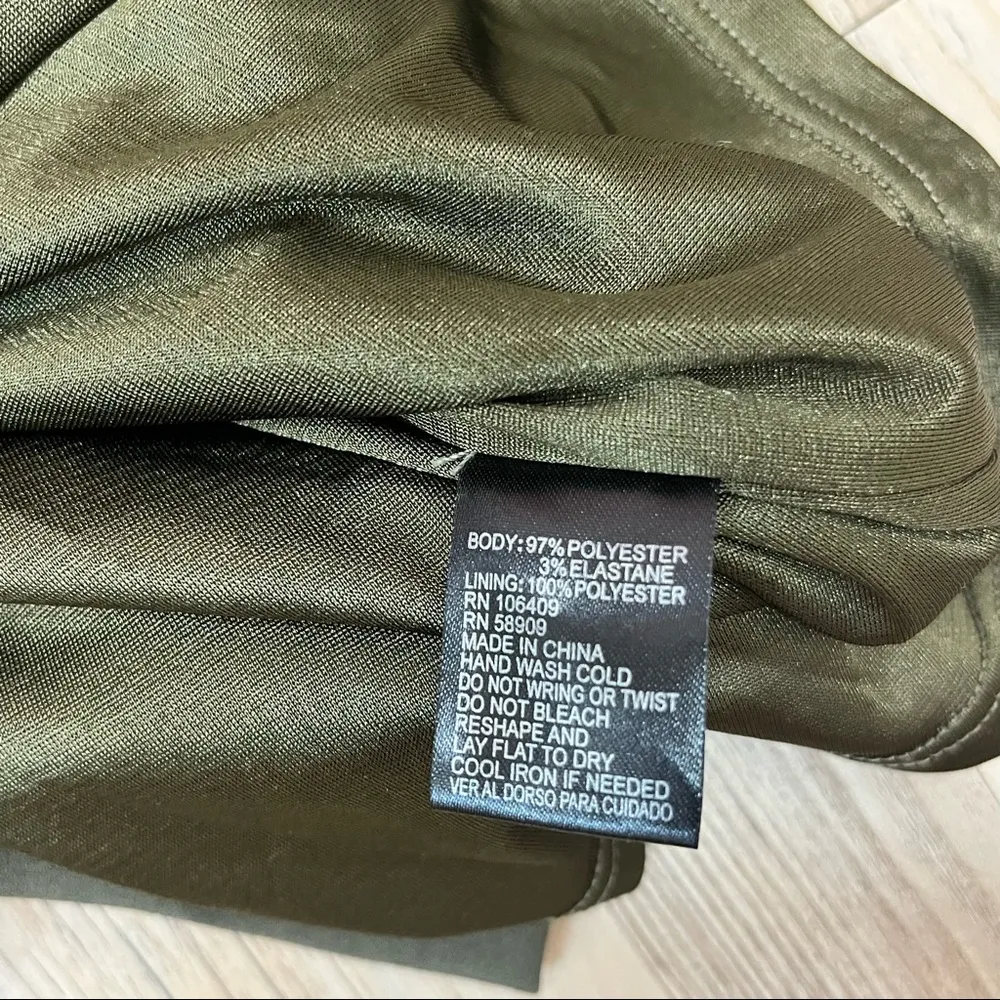 BODY: 97% POLYESTER
3% ELASTANE
LINING: 100% POLYESTER
RN 106409
RN 58909
MADE IN CHINA
HAND WASH COLD
DO NOT WRING OR TWIST
DO NOT BLEACH
RESHAPE AND
LAY FLAT TO DRY
COOL IRON IF NEEDED
VER AL DORSO PARA CUIDADO